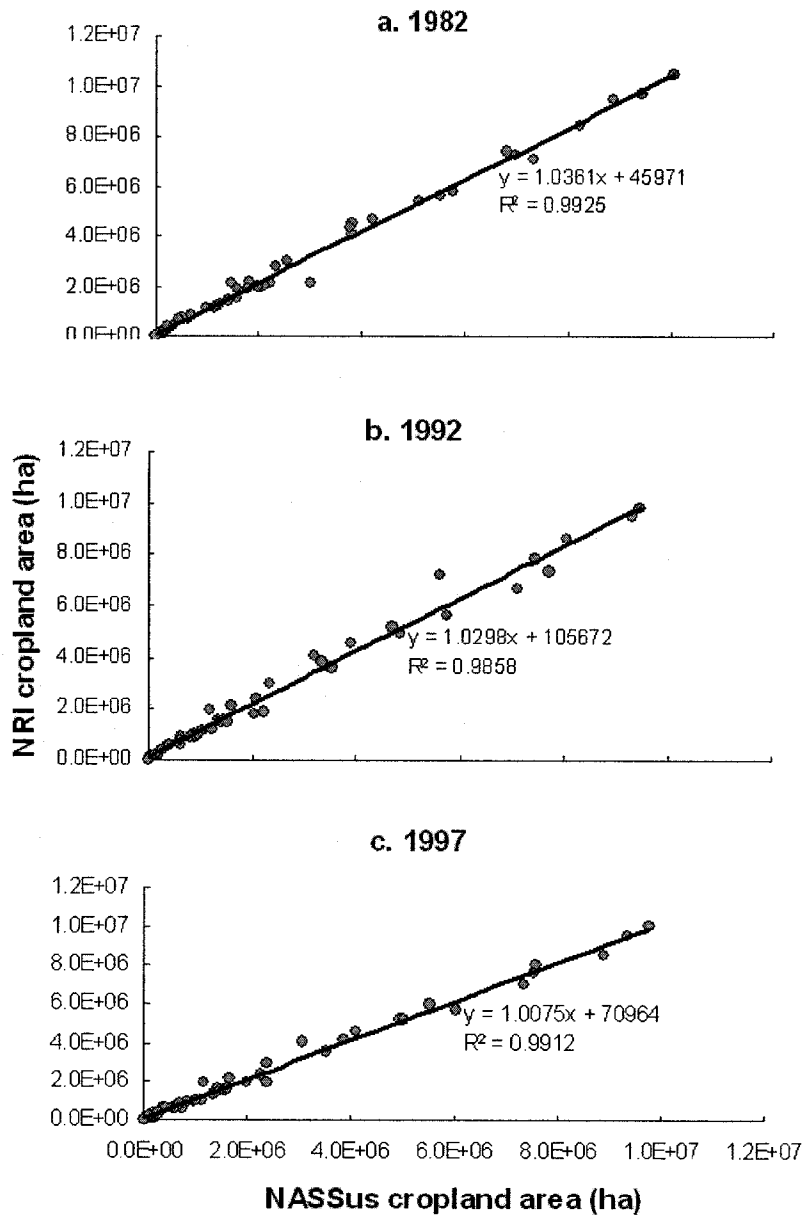 a. 1982
1.2E+07
1.0E+07
8.0E+06
6.0E+06
4.0E+06
2.0E+06
0.0E+00
y = 1.0361x + 45971
R² = 0.9925
b. 1992
NRI cropland area (ha)
1.2E+07
1.0E+07
8.0E+06
6.0E+06
4.0E+06
2.0E+06
0.0E+00
y = 1.0298x + 105672
R² = 0.9858
c. 1997
1.2E+07
1.0E+07
8.0E+06
6.0E+06
4.0E+06
2.0E+06
0.0E+00
y = 1.0075x + 70964
R² = 0.9912
0.0E+00 2.0E+06 4.0E+06 6.0E+06 8.0E+06 1.0E+07 1.2E+07
NASSus cropland area (ha)